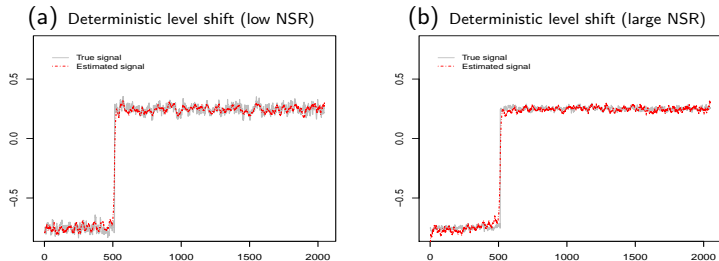 (a) Deterministic level shift (low NSR)
True signal
Estimated signal
0.5
0.0
−0.5
0 500 1000 1500 2000
(b) Deterministic level shift (large NSR)
True signal
Estimated signal
0.5
0.0
−0.5
0 500 1000 1500 2000